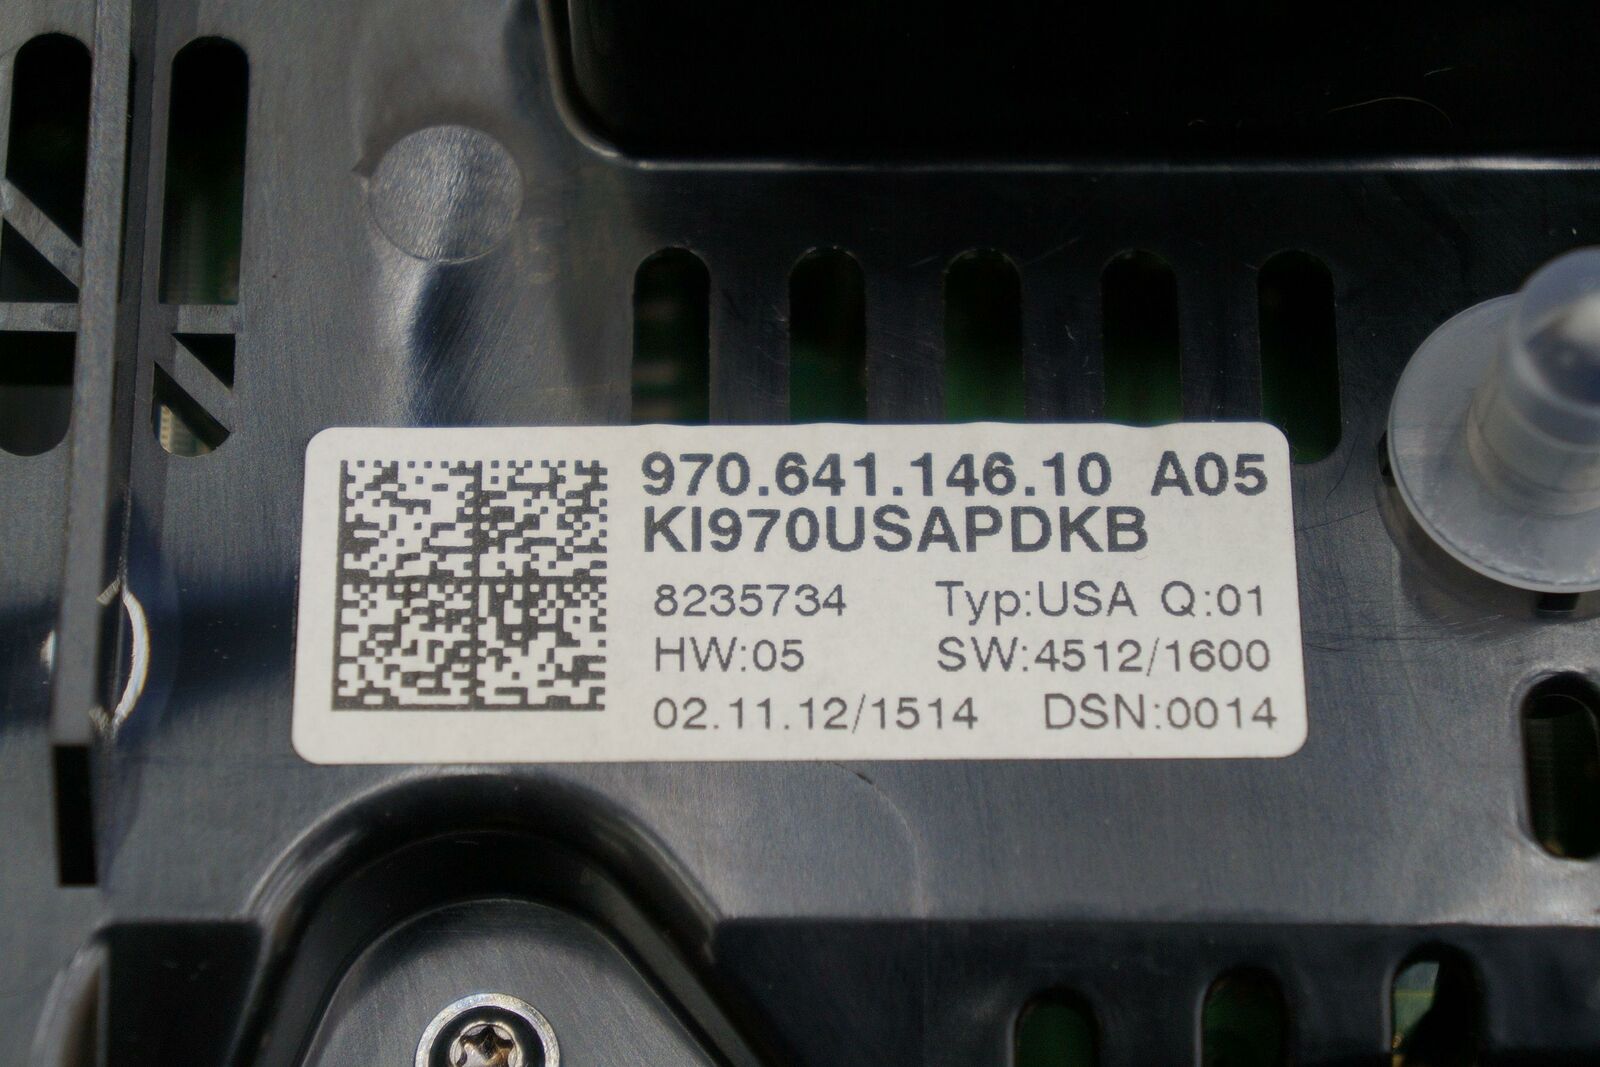 970.641.146.10 A05
KI970USAPDKB
8235734 Typ:USA Q:01
HW:05 SW:4512/1600
02.11.12/1514 DSN:0014